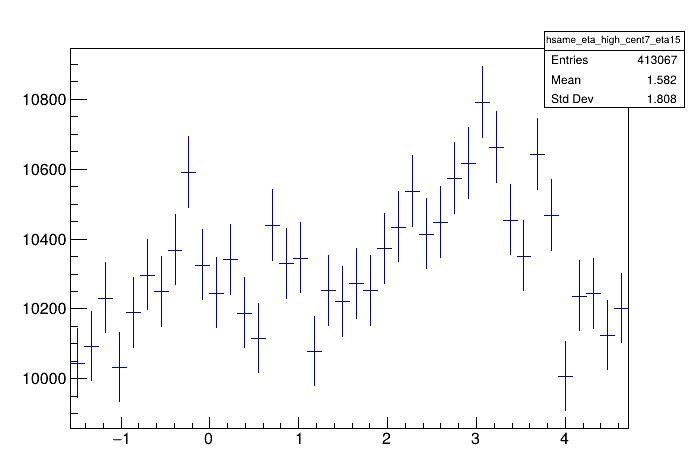 hsame_eta_high_cent7_eta15
Entries 413067
Mean 1.582
Std Dev 1.808
10800
10600
10400
10200
10000
−1 0 1 2 3 4